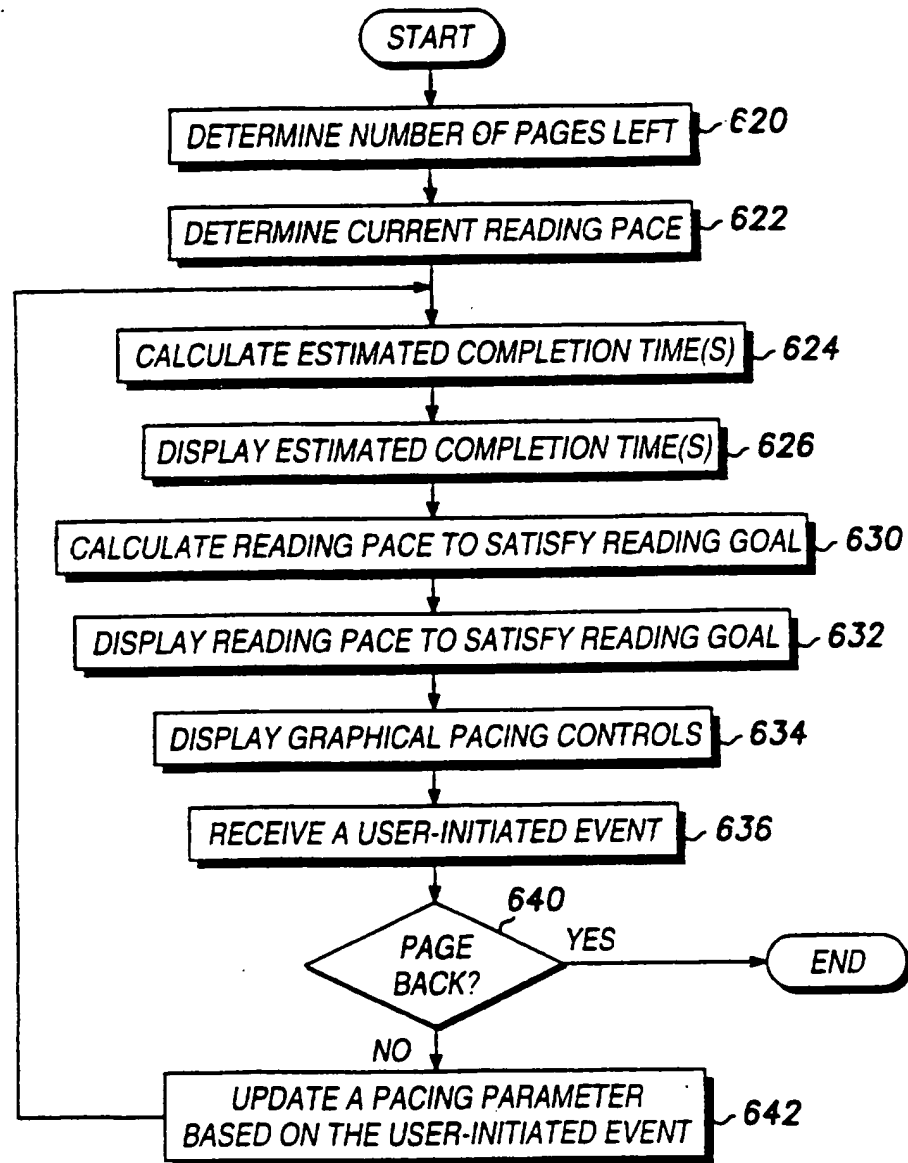 START
DETERMINE NUMBER OF PAGES LEFT 620
DETERMINE CURRENT READING PACE 622
CALCULATE ESTIMATED COMPLETION TIME(S) 624
DISPLAY ESTIMATED COMPLETION TIME(S) 626
CALCULATE READING PACE TO SATISFY READING GOAL 630
DISPLAY READING PACE TO SATISFY READING GOAL 632
DISPLAY GRAPHICAL PACING CONTROLS 634
RECEIVE A USER-INITIATED EVENT 636
640
PAGE
BACK?
YES
END
NO
UPDATE A PACING PARAMETER
BASED ON THE USER-INITIATED EVENT 642